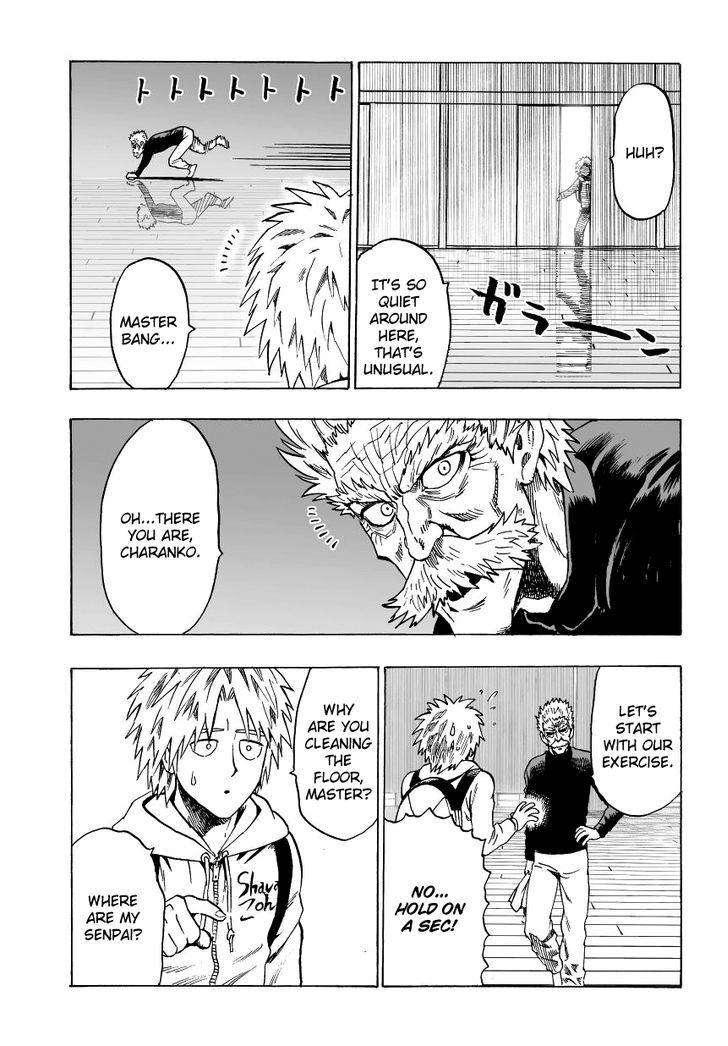 HUH?
ガラーン
IT'S SO
QUIET
AROUND
HERE,
THAT'S
UNUSUAL.
トトトトトトト
MASTER
BANG...
OH...THERE
YOU ARE,
CHARANKO.
LET'S
START
WITH OUR
EXERCISE.
NO...
HOLD ON
A SEC!
WHY
ARE YOU
CLEANING
THE
FLOOR,
MASTER?
WHERE
ARE MY
SENPAI?